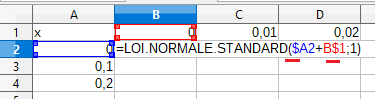 A B C D
1 x 0 0,01 0,02
2 0 =LOI.NORMALE.STANDARD($A2+B$1;1)
3 0,1
4 0,2